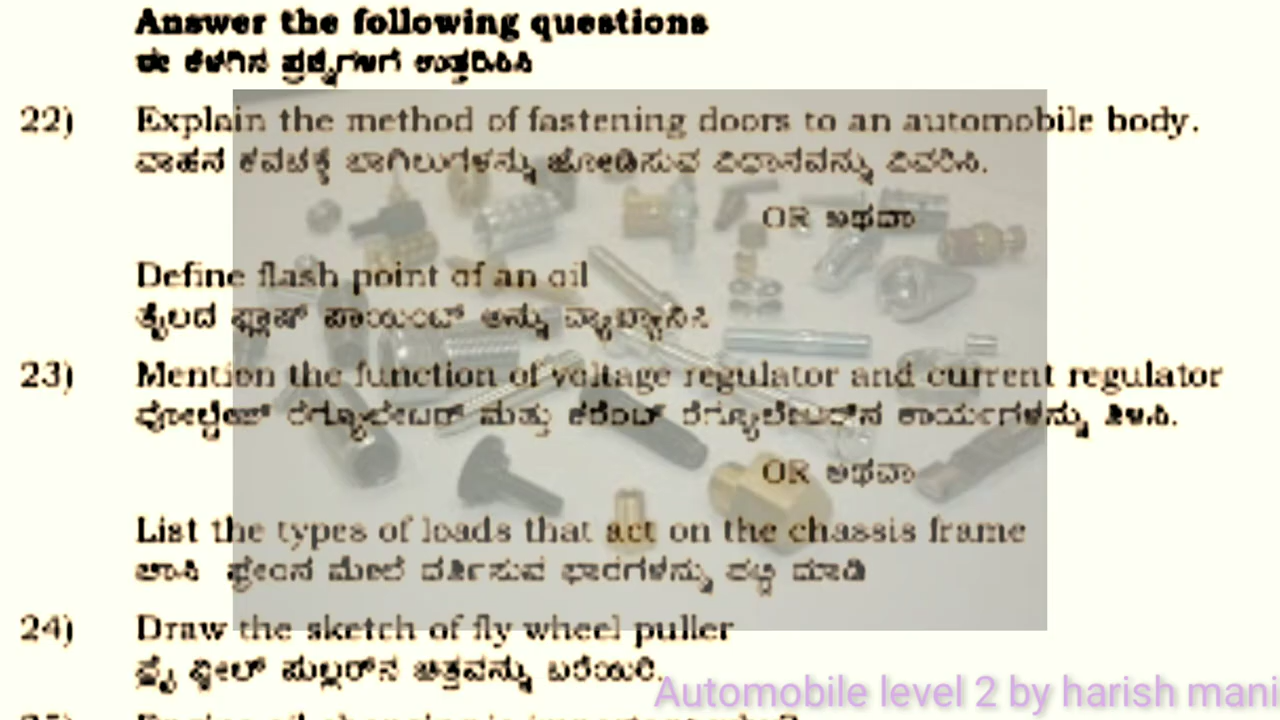 Answer the following questions
ಈ ಕೆಳಗಿನ ಪ್ರಶ್ನೆಗಳಿಗೆ ಉತ್ತರಿಸಿ
22) Explain the method of fastening doors to an automobile body.
ವಾಹನ ಕವಚಕ್ಕೆ ಬಾಗಿಲುಗಳನ್ನು ಜೋಡಿಸುವ ವಿಧಾನವನ್ನು ವಿವರಿಸಿ.
OR ಅಥವಾ
Define flash point of an oil
ತೈಲದ ಫ್ಲಾಷ್ ಪಾಯಿಂಟ್ ಅನ್ನು ವ್ಯಾಖ್ಯಾನಿಸಿ
23) Mention the function of voltage regulator and current regulator
ವೋಲ್ಟೇಜ್ ರೆಗ್ಯೂಲೇಟರ್ ಮತ್ತು ಕರೆಂಟ್ ರೆಗ್ಯೂಲೇಟರ್‌ನ ಕಾರ್ಯಗಳನ್ನು ತಿಳಿಸಿ.
OR ಅಥವಾ
List the types of loads that act on the chassis frame
ಚಾಸಿ ಫ್ರೇಂನ ಮೇಲೆ ವರ್ತಿಸುವ ಭಾರಗಳನ್ನು ಪಟ್ಟಿ ಮಾಡಿ
24) Draw the sketch of fly wheel puller
ಫ್ಲೈ ವ್ಹೀಲ್ ಪುಲ್ಲರ್‌ನ ಚಿತ್ರವನ್ನು ಬರೆಯಿರಿ.
Automobile level 2 by harish mani